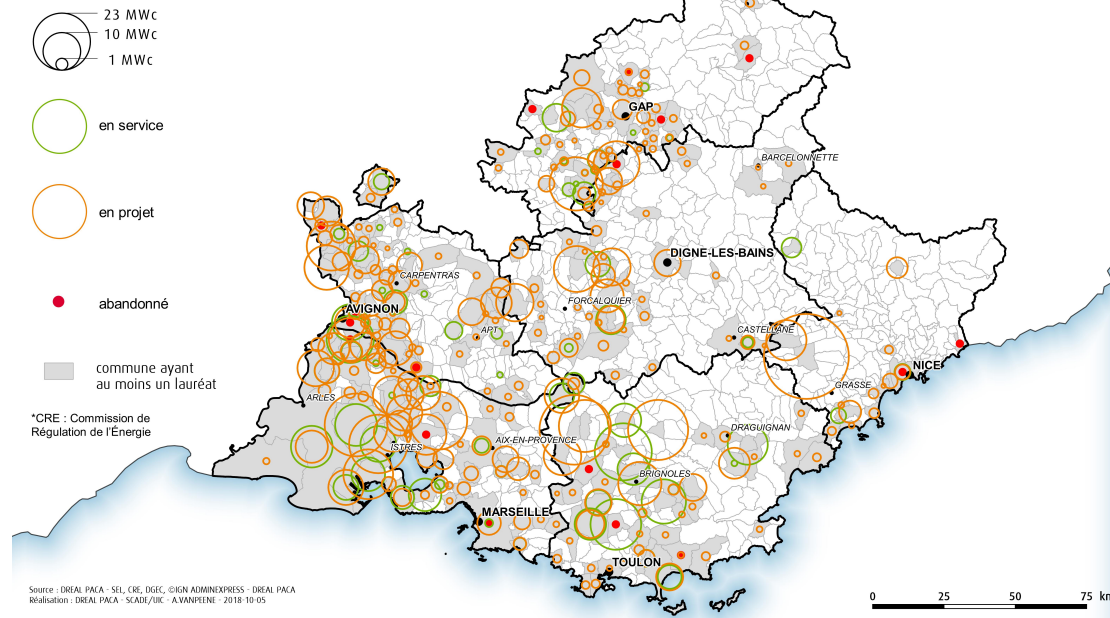 23 MWc
10 MWc
1 MWc
en service
en projet
abandonné
commune ayant
au moins un lauréat
*CRE : Commission de
Régulation de l'Énergie
GAP
BARCELONNETTE
DIGNE-LES-BAINS
CARPENTRAS
FORCALQUIER
AVIGNON
APT
CASTELLANE
NICE
GRASSE
ARLES
DRAGUIGNAN
AIX-EN-PROVENCE
ISTRES
BRIGNOLES
MARSEILLE
TOULON
Source : DREAL PACA - SEL, CRE, DGEC, ©IGN ADMINEXPRESS - DREAL PACA
Réalisation : DREAL PACA - SCADE/UIC - A.VANPEENE - 2018-10-05
0 25 50 75 km